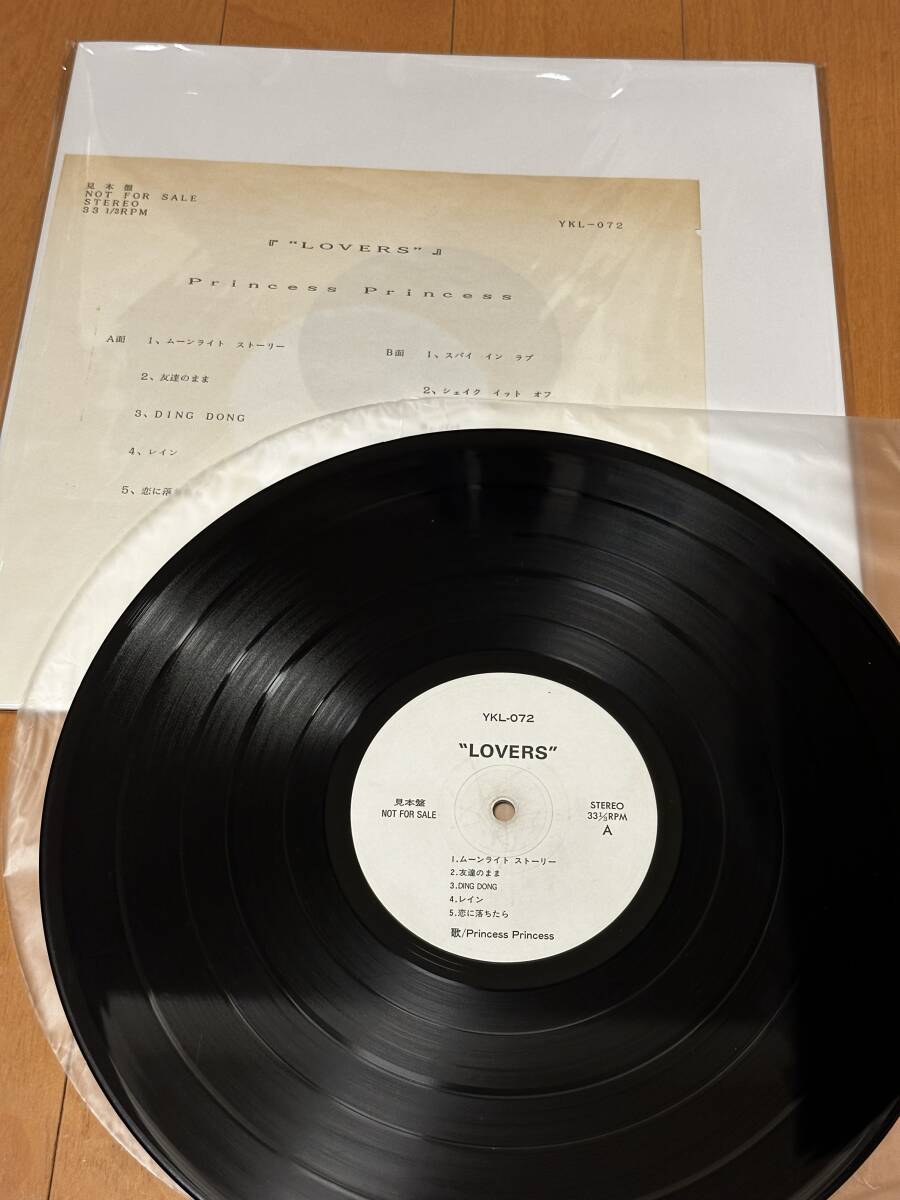 見本盤
NOT FOR SALE
STEREO
33 1/3RPM
YKL-072
『"LOVERS"』
Princess Princess
A面 1、ムーンライト ストーリー
2、友達のまま
3、DING DONG
4、レイン
5、恋に落
B面 1、スパイ イン ラブ
2、シェイク イット オフ
YKL-072
"LOVERS"
見本盤
NOT FOR SALE
STEREO
33⅓RPM
A
1.ムーンライト ストーリー
2.友達のまま
3.DING DONG
4.レイン
5.恋に落ちたら
歌/Princess Princess